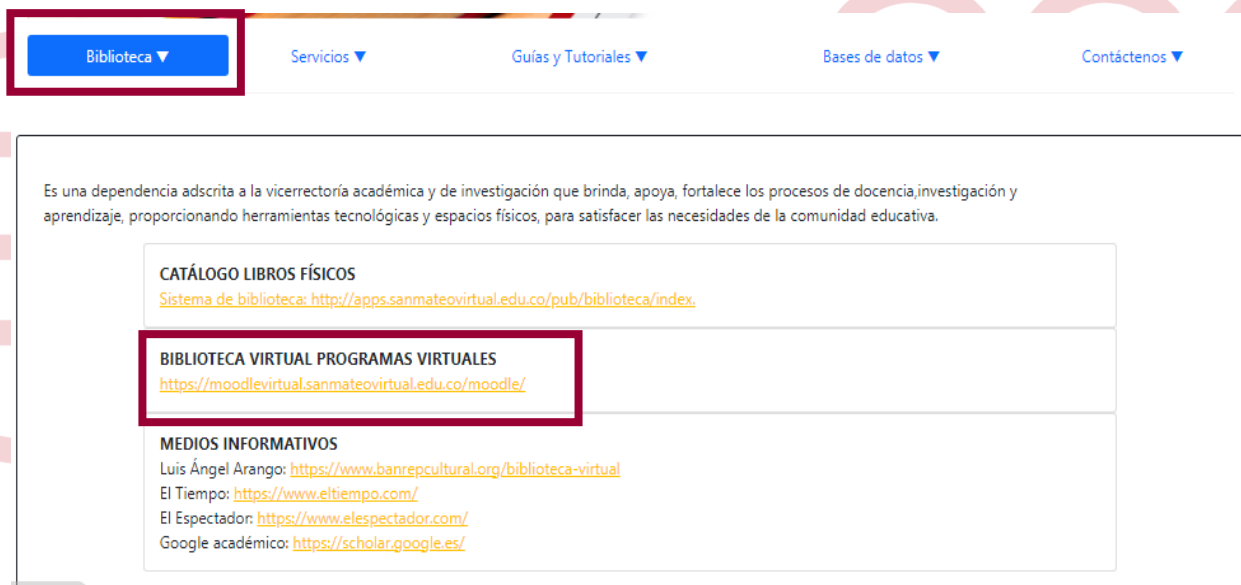 Biblioteca ▼
Servicios ▼
Guías y Tutoriales ▼
Bases de datos ▼
Contáctenos ▼
Es una dependencia adscrita a la vicerrectoría académica y de investigación que brinda, apoya, fortalece los procesos de docencia,investigación y
aprendizaje, proporcionando herramientas tecnológicas y espacios físicos, para satisfacer las necesidades de la comunidad educativa.
CATÁLOGO LIBROS FÍSICOS
Sistema de biblioteca: http://apps.sanmateovirtual.edu.co/pub/biblioteca/index.
BIBLIOTECA VIRTUAL PROGRAMAS VIRTUALES
https://moodlevirtual.sanmateovirtual.edu.co/moodle/
MEDIOS INFORMATIVOS
Luis Ángel Arango: https://www.banrepcultural.org/biblioteca-virtual
El Tiempo: https://www.eltiempo.com/
El Espectador: https://www.elespectador.com/
Google académico: https://scholar.google.es/